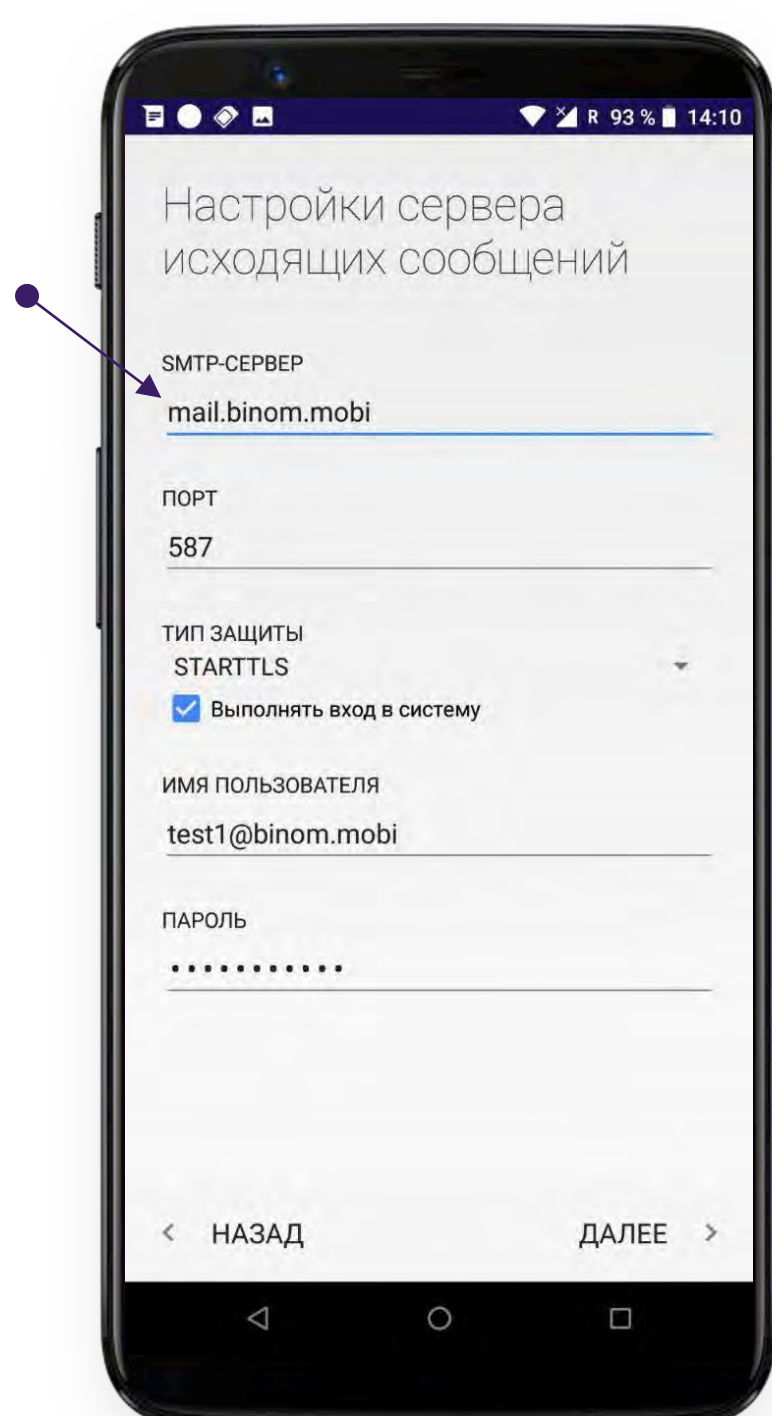 R 93 % 14:10
Настройки сервера
исходящих сообщений
SMTP-СЕРВЕР
mail.binom.mobi
ПОРТ
587
ТИП ЗАЩИТЫ
STARTTLS
Выполнять вход в систему
ИМЯ ПОЛЬЗОВАТЕЛЯ
test1@binom.mobi
ПАРОЛЬ
•••••••••••
< НАЗАД ДАЛЕЕ >